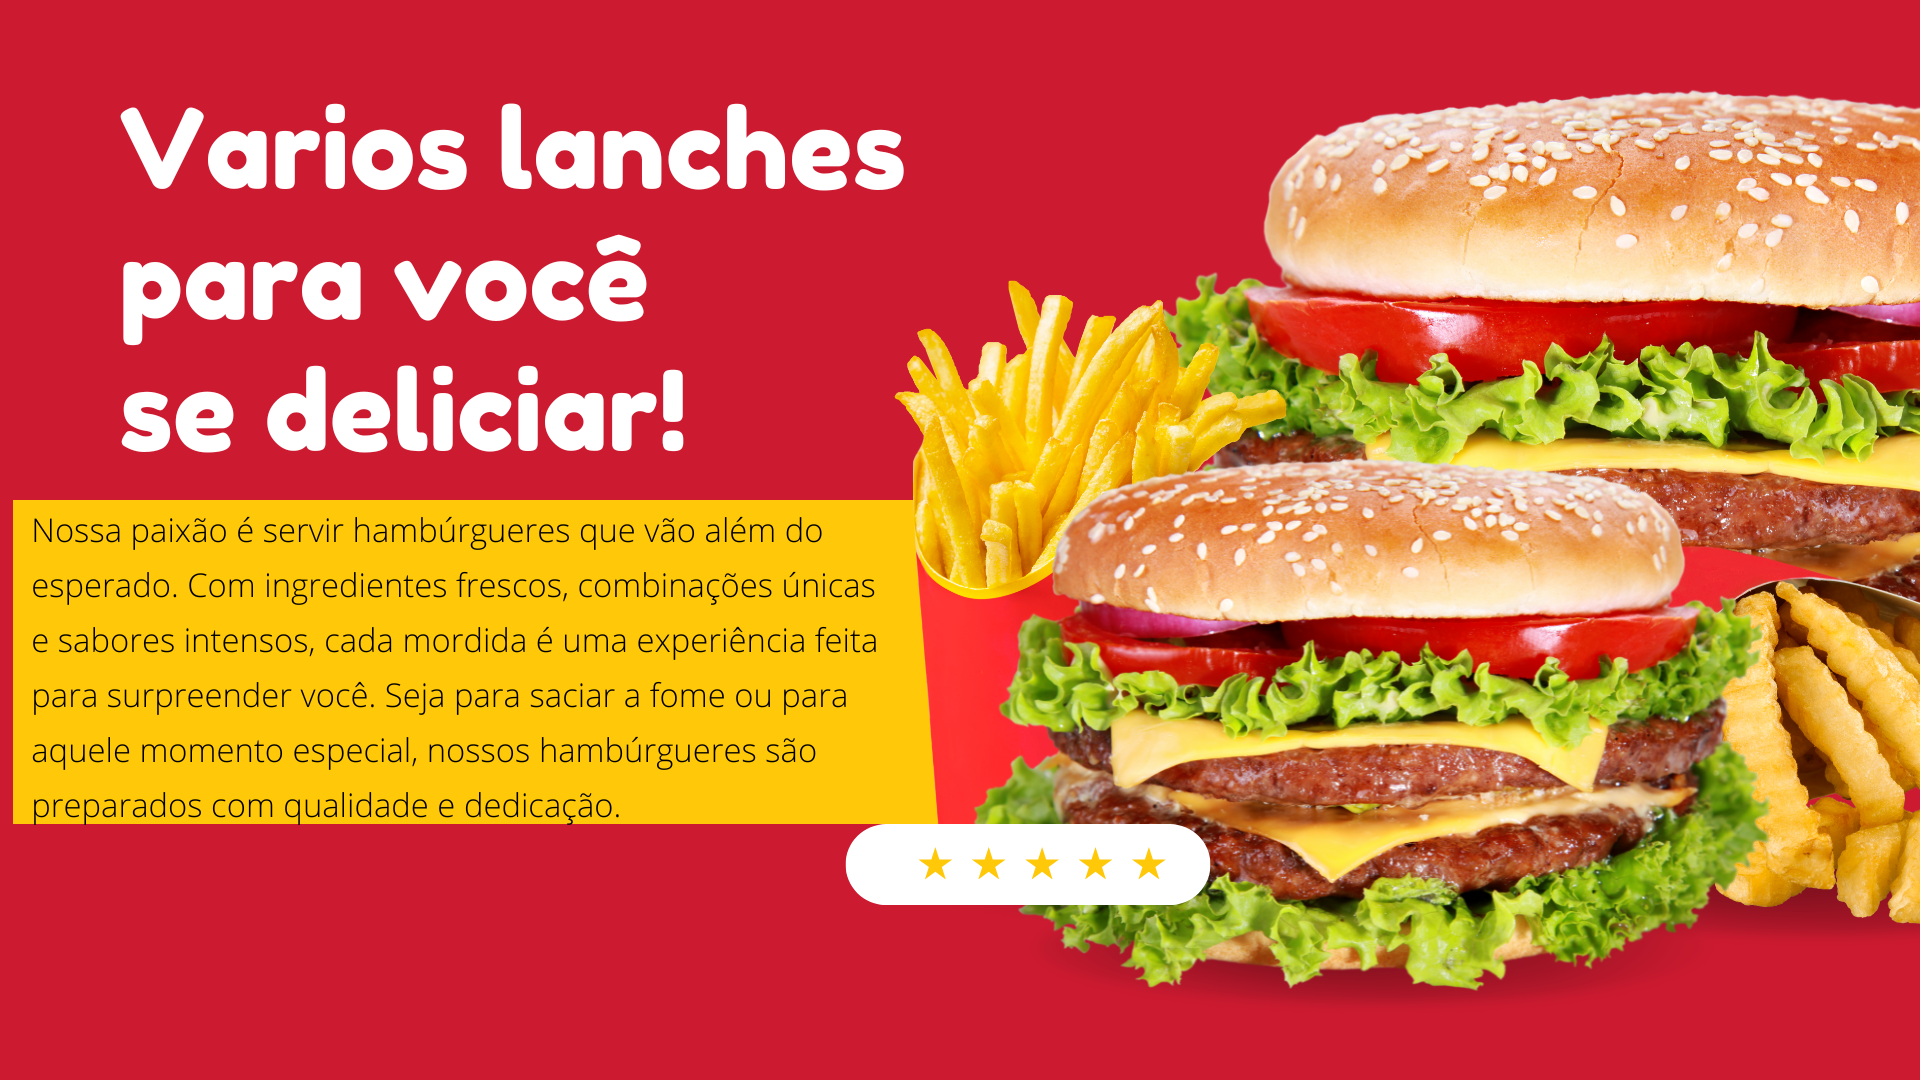 Varios lanches
para você
se deliciar!
Nossa paixão é servir hambúrgueres que vão além do
esperado. Com ingredientes frescos, combinações únicas
e sabores intensos, cada mordida é uma experiência feita
para surpreender você. Seja para saciar a fome ou para
aquele momento especial, nossos hambúrgueres são
preparados com qualidade e dedicação.